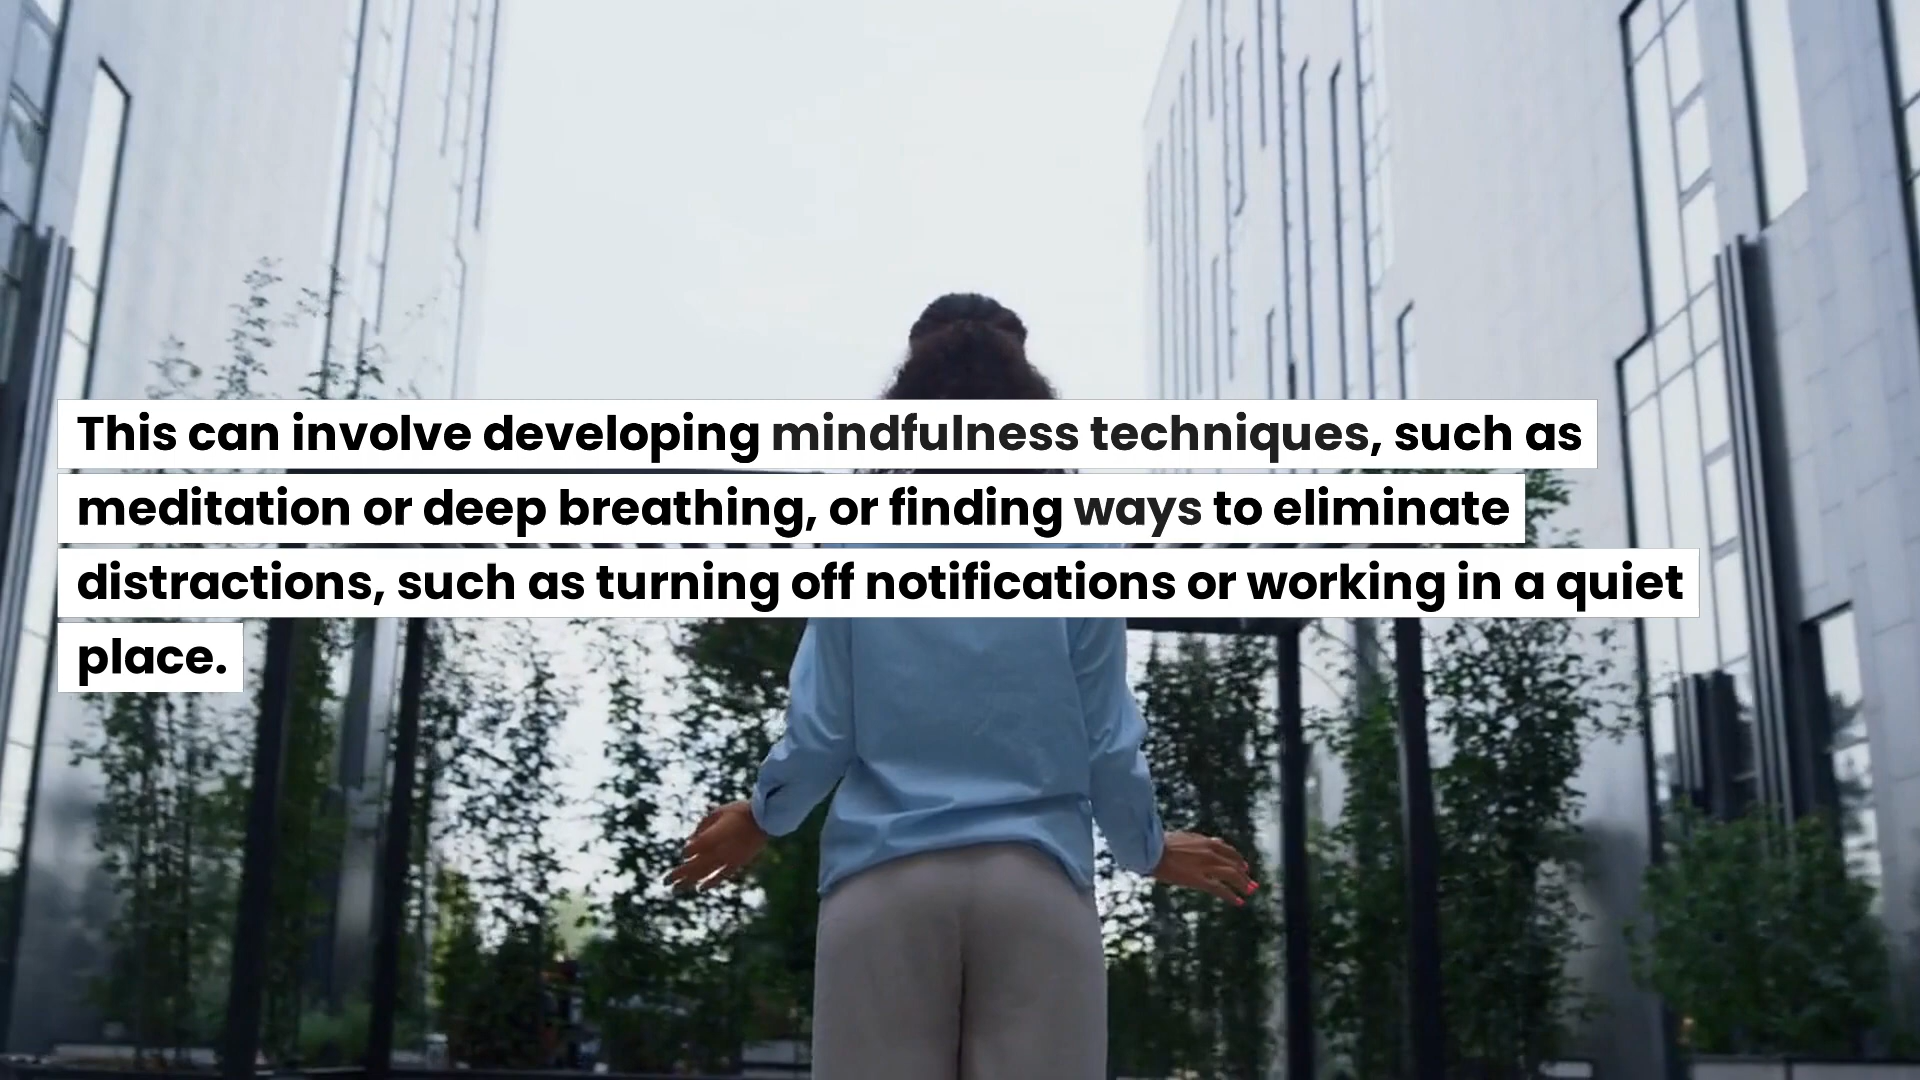 This can involve developing mindfulness techniques, such as
meditation or deep breathing, or finding ways to eliminate
distractions, such as turning off notifications or working in a quiet
place.